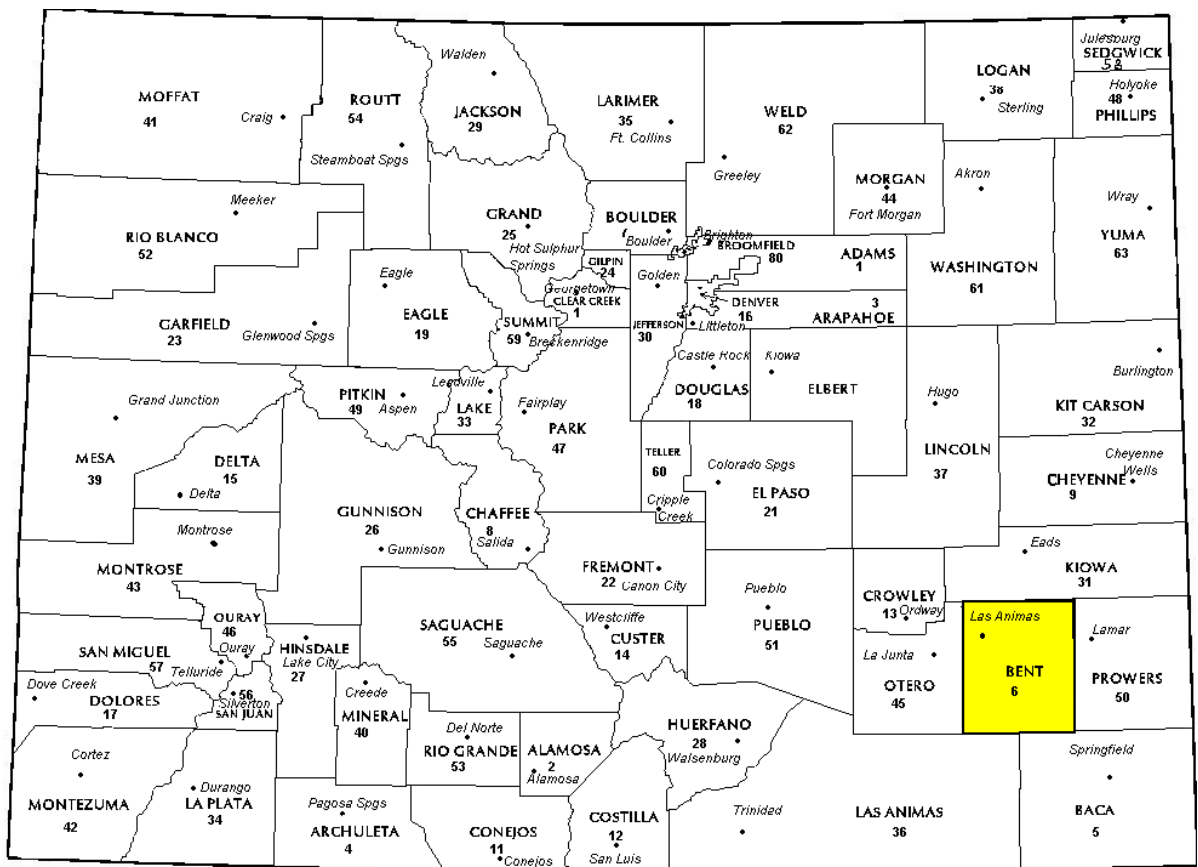 MOFFAT
41
Craig
ROUTT
54
Steamboat Spgs
Walden
JACKSON
29
LARIMER
35
Ft. Collins
WELD
62
Greeley
LOGAN
38
Sterling
Julesburg
SEDGWICK
58
Holyoke
48
PHILLIPS
MORGAN
44
Fort Morgan
Akron
WASHINGTON
61
Wray
YUMA
63
Meeker
RIO BLANCO
52
GRAND
25
Hot Sulphur
Springs
BOULDER
Boulder
Brighton
BROOMFIELD
80
ADAMS
1
GILPIN
24
Golden
JEFFERSON
30
Georgetown
CLEAR CREEK
1
DENVER
16
Littleton
3
ARAPAHOE
GARFIELD
23
Glenwood Spgs
Eagle
EAGLE
19
SUMMIT
59
Breckenridge
Castle Rock
DOUGLAS
18
Kiowa
ELBERT
Hugo
LINCOLN
37
Burlington
KIT CARSON
32
Grand Junction
MESA
39
PITKIN
49
Aspen
Leadville
LAKE
33
Fairplay
PARK
47
TELLER
60
Cripple
Creek
Colorado Spgs
EL PASO
21
Cheyenne
Wells
CHEYENNE
9
DELTA
15
Delta
GUNNISON
26
Gunnison
CHAFFEE
8
Salida
FREMONT
22
Canon City
Montrose
MONTROSE
43
Eads
KIOWA
31
CROWLEY
13
Ordway
Pueblo
PUEBLO
51
OURAY
46
Ouray
HINSDALE
Lake City
27
SAGUACHE
55
Saguache
Westcliffe
CUSTER
14
La Junta
OTERO
45
Las Animas
BENT
6
Lamar
PROWERS
50
SAN MIGUEL
57
Telluride
Dove Creek
DOLORES
17
56
Silverton
SAN JUAN
Creede
MINERAL
40
Del Norte
RIO GRANDE
53
ALAMOSA
2
Alamosa
HUERFANO
28
Walsenburg
Cortez
MONTEZUMA
42
Durango
LA PLATA
34
Pagosa Spgs
ARCHULETA
4
CONEJOS
11
Conejos
COSTILLA
12
San Luis
Trinidad
LAS ANIMAS
36
Springfield
BACA
5